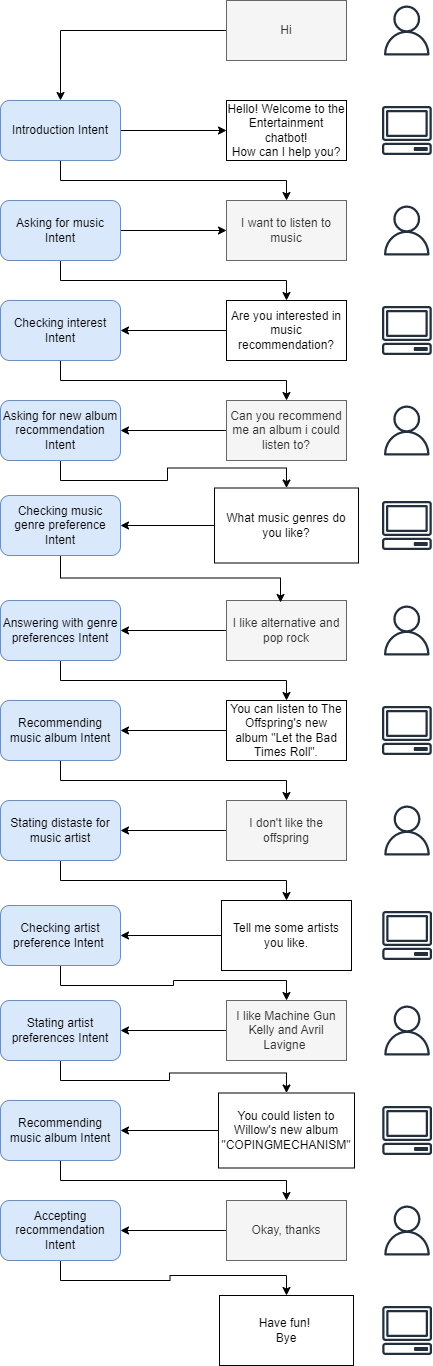 Hi
Introduction Intent
Hello! Welcome to the
Entertainment
chatbot!
How can I help you?
Asking for music
Intent
I want to listen to
music
Checking interest
Intent
Are you interested in
music
recommendation?
Asking for new album
recommendation
Intent
Can you recommend
me an album i could
listen to?
Checking music
genre preference
Intent
What music genres do
you like?
Answering with genre
preferences Intent
I like alternative and
pop rock
Recommending
music album Intent
You can listen to The
Offspring's new
album "Let the Bad
Times Roll".
Stating distaste for
music artist
I don't like the
offspring
Checking artist
preference Intent
Tell me some artists
you like.
Stating artist
preferences Intent
I like Machine Gun
Kelly and Avril
Lavigne
Recommending
music album Intent
You could listen to
Willow's new album
"COPINGMECHANISM"
Accepting
recommendation
Intent
Okay, thanks
Have fun!
Bye